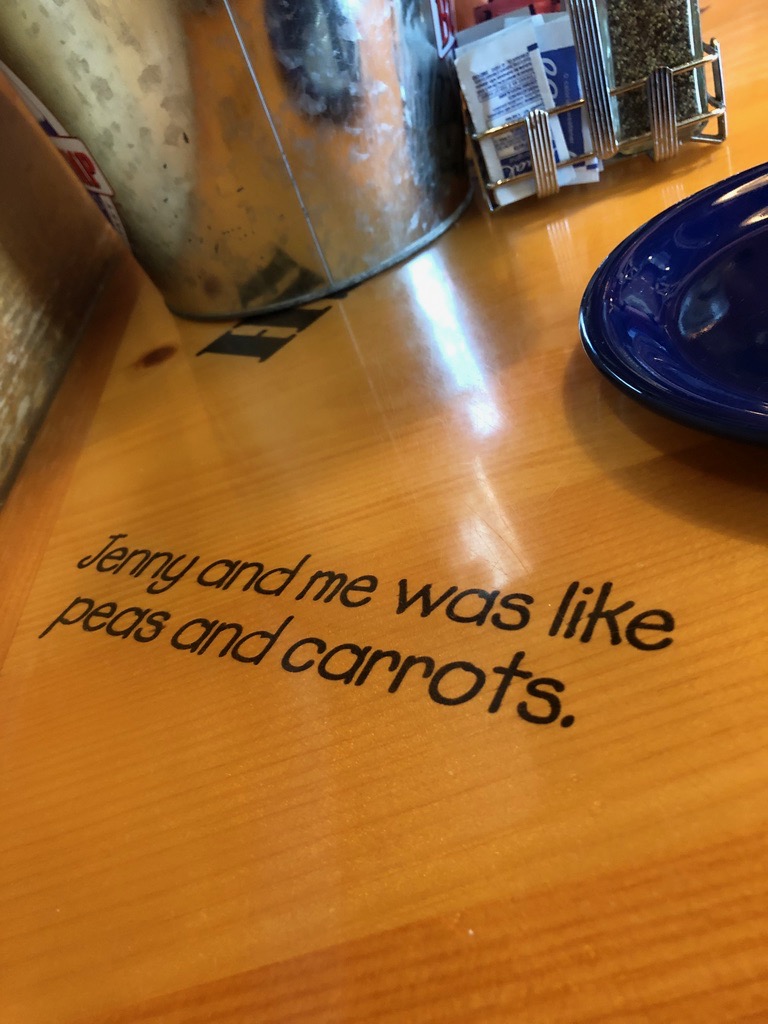 Jenny and me was like
peas and carrots.